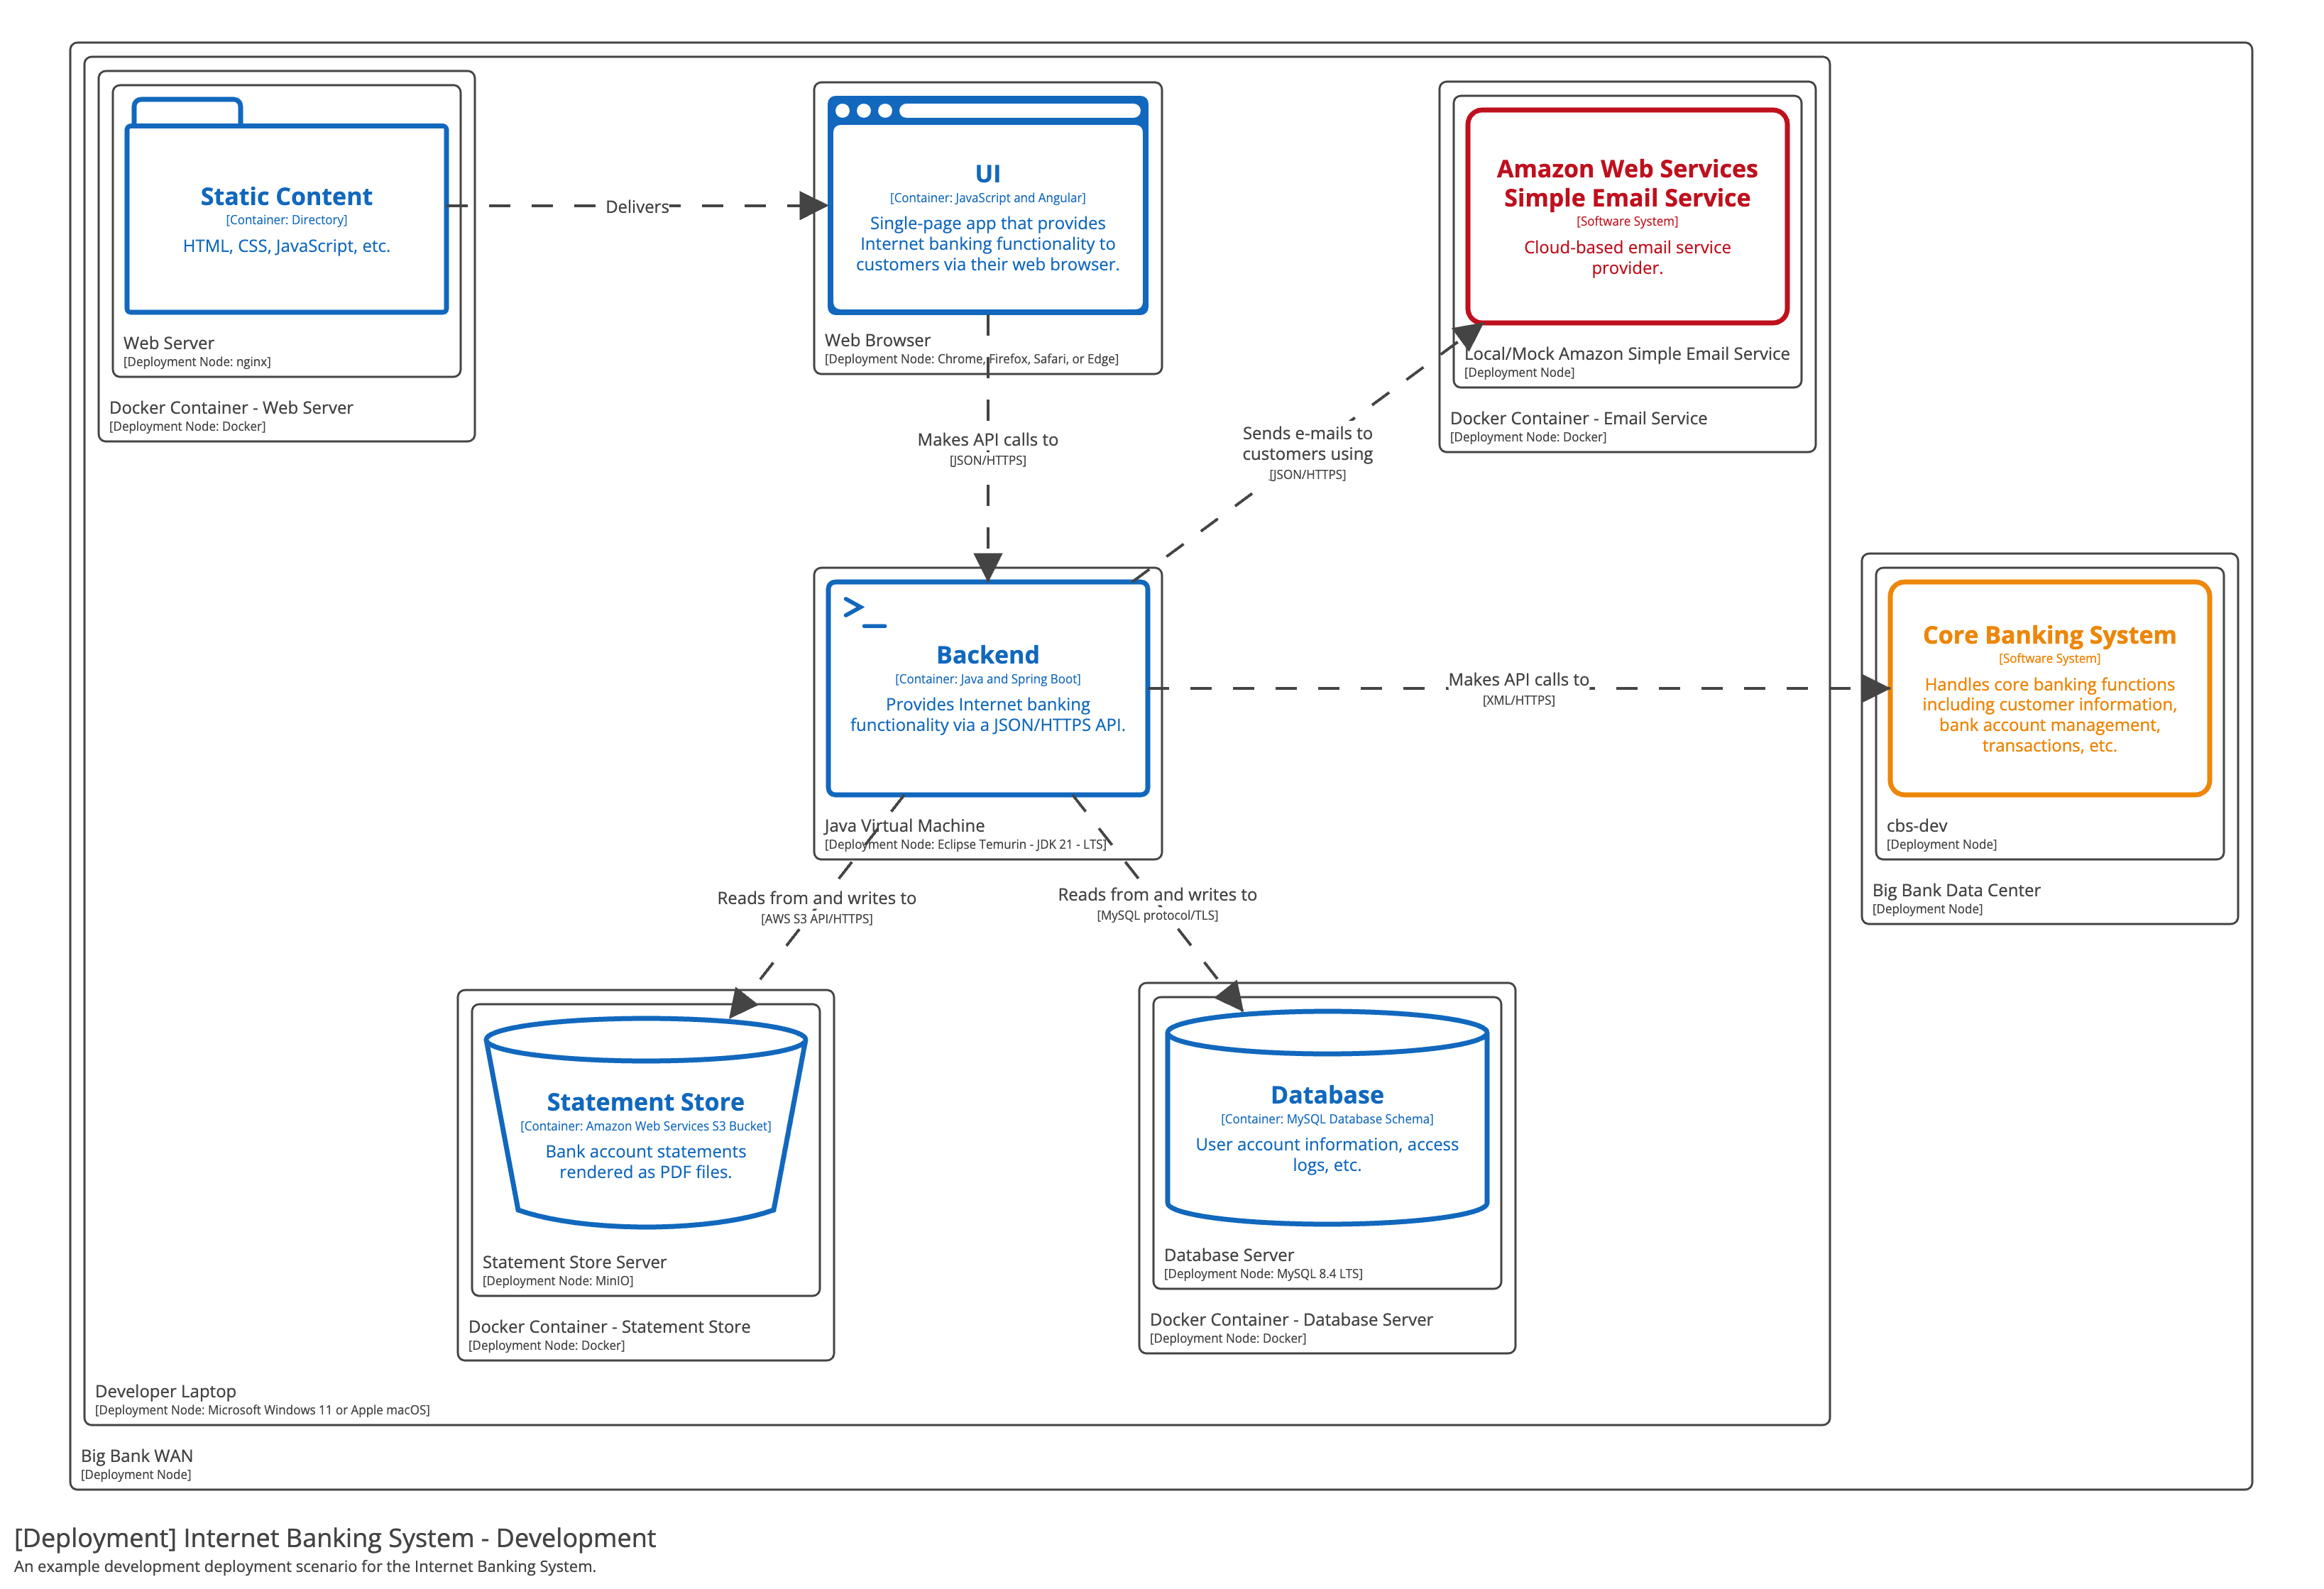 Static Content
[Container: Directory]
HTML, CSS, JavaScript, etc.
Web Server
[Deployment Node: nginx]
Docker Container - Web Server
[Deployment Node: Docker]
Delivers
UI
[Container: JavaScript and Angular]
Single-page app that provides
Internet banking functionality to
customers via their web browser.
Web Browser
[Deployment Node: Chrome, Firefox, Safari, or Edge]
Amazon Web Services
Simple Email Service
[Software System]
Cloud-based email service
provider.
Local/Mock Amazon Simple Email Service
[Deployment Node]
Docker Container - Email Service
[Deployment Node: Docker]
Makes API calls to
[JSON/HTTPS]
Sends e-mails to
customers using
[JSON/HTTPS]
Backend
[Container: Java and Spring Boot]
Provides Internet banking
functionality via a JSON/HTTPS API.
Java Virtual Machine
[Deployment Node: Eclipse Temurin - JDK 21 - LTS]
Makes API calls to
[XML/HTTPS]
Core Banking System
[Software System]
Handles core banking functions
including customer information,
bank account management,
transactions, etc.
cbs-dev
[Deployment Node]
Big Bank Data Center
[Deployment Node]
Reads from and writes to
[AWS S3 API/HTTPS]
Reads from and writes to
[MySQL protocol/TLS]
Statement Store
[Container: Amazon Web Services S3 Bucket]
Bank account statements
rendered as PDF files.
Statement Store Server
[Deployment Node: MinIO]
Docker Container - Statement Store
[Deployment Node: Docker]
Database
[Container: MySQL Database Schema]
User account information, access
logs, etc.
Database Server
[Deployment Node: MySQL 8.4 LTS]
Docker Container - Database Server
[Deployment Node: Docker]
Developer Laptop
[Deployment Node: Microsoft Windows 11 or Apple macOS]
Big Bank WAN
[Deployment Node]
[Deployment] Internet Banking System - Development
An example development deployment scenario for the Internet Banking System.